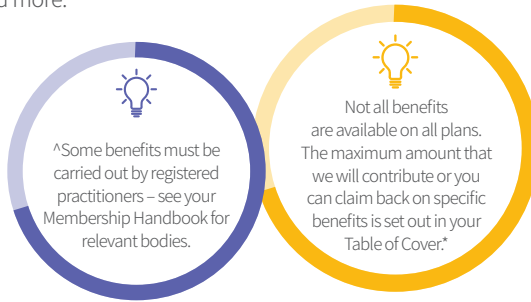 d more.
^Some benefits must be
carried out by registered
practitioners – see your
Membership Handbook for
relevant bodies.
Not all benefits
are available on all plans.
The maximum amount that
we will contribute or you
can claim back on specific
benefits is set out in your
Table of Cover.*